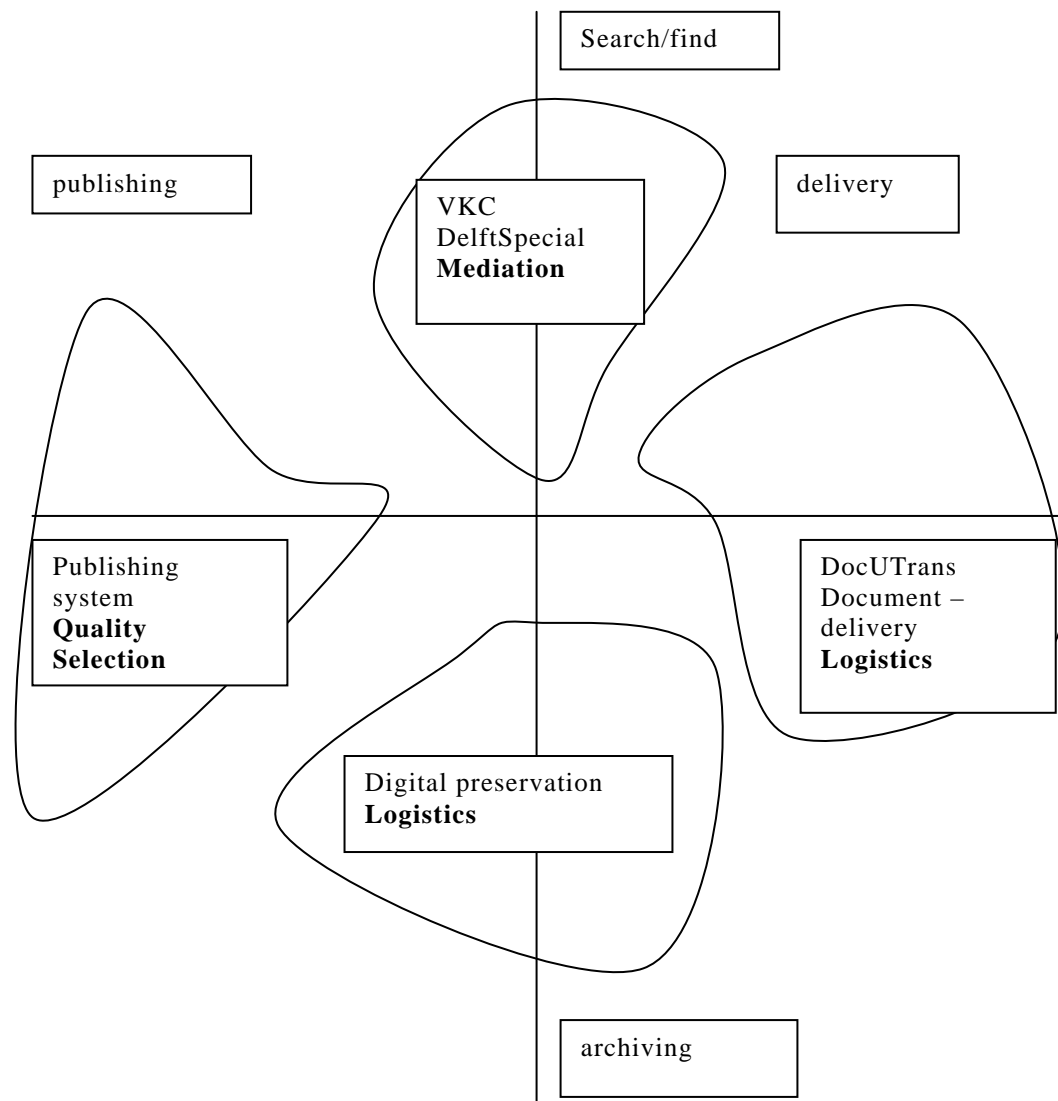 Search/find
publishing
delivery
VKC
DelftSpecial
Mediation
Publishing
system
Quality
Selection
DocUTrans
Document –
delivery
Logistics
Digital preservation
Logistics
archiving